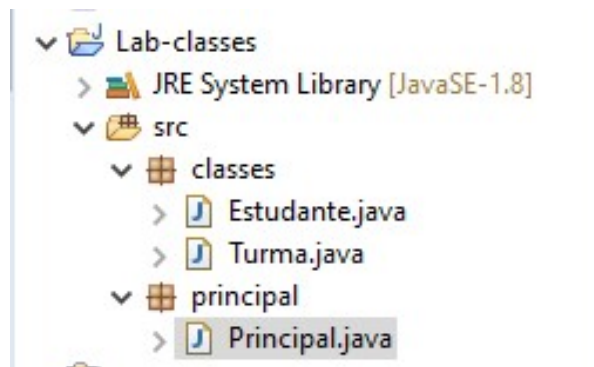 Lab-classes
JRE System Library [JavaSE-1.8]
src
classes
Estudante.java
Turma.java
principal
Principal.java